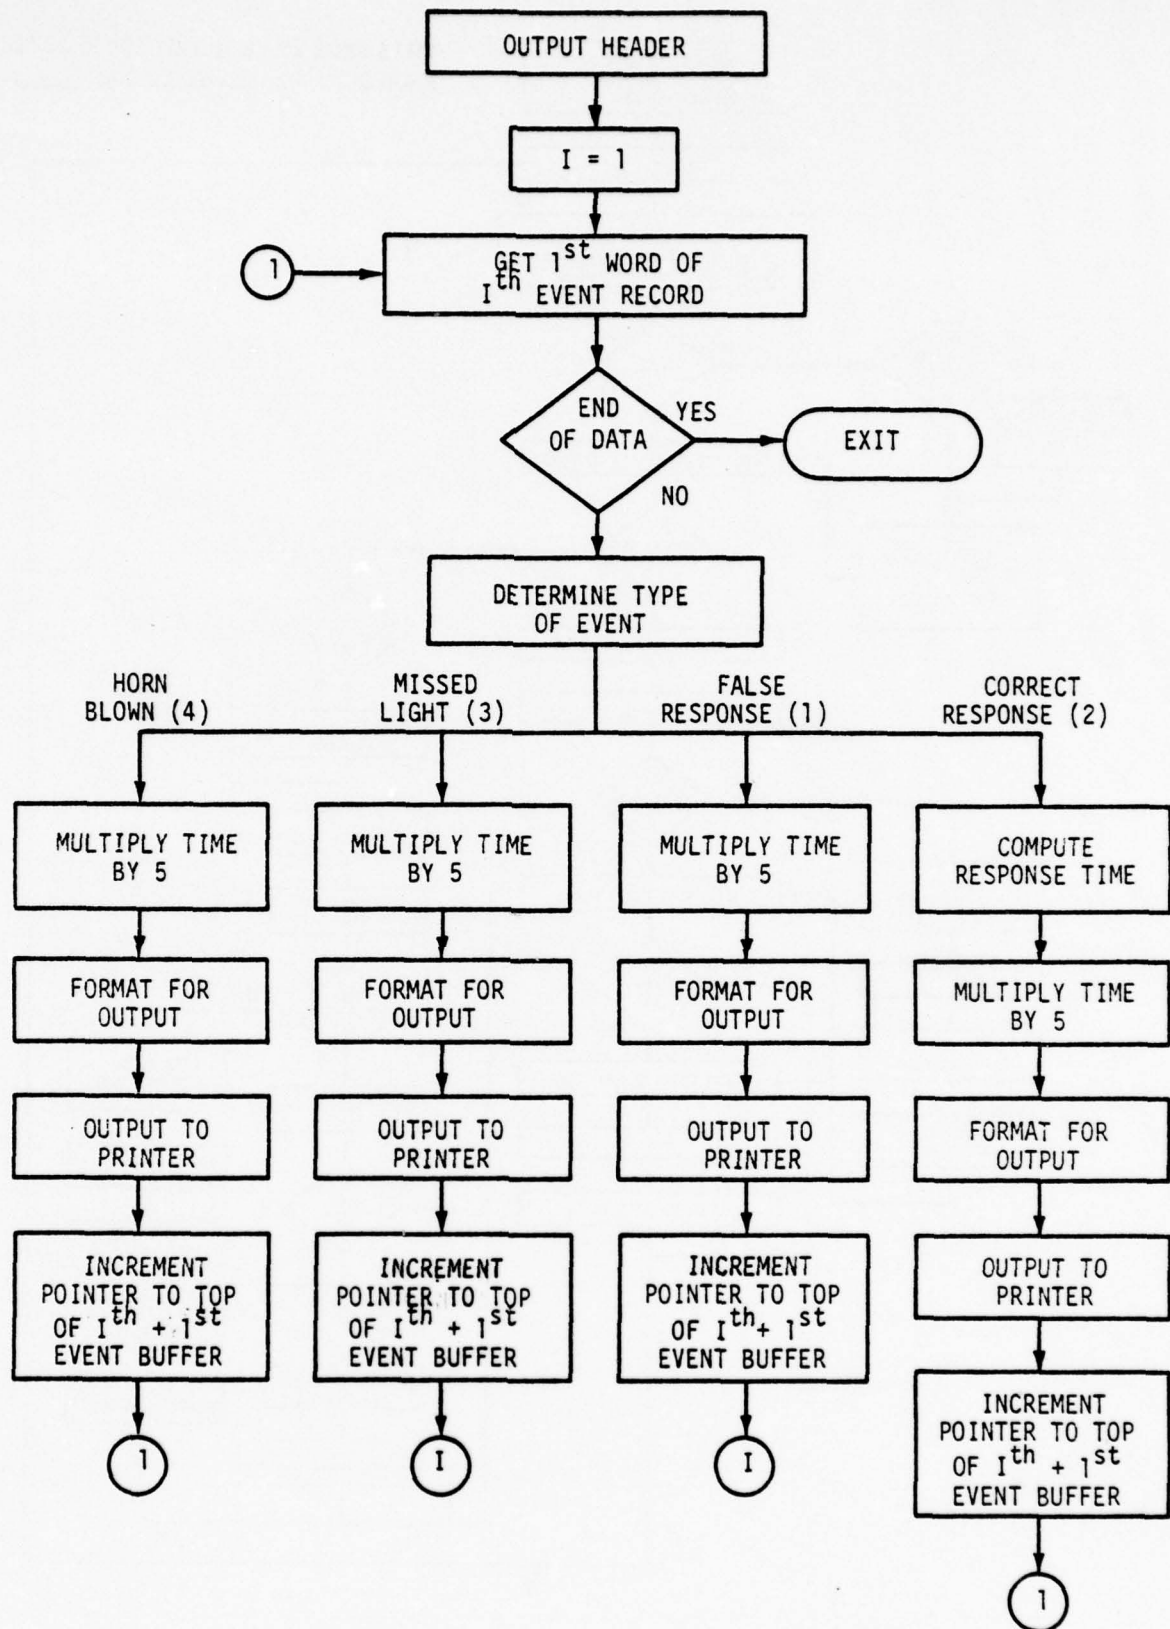 OUTPUT HEADER
I = 1
1
GET 1st WORD OF
Ith EVENT RECORD
END
OF DATA
YES
EXIT
NO
DETERMINE TYPE
OF EVENT
HORN
BLOWN (4)
MISSED
LIGHT (3)
FALSE
RESPONSE (1)
CORRECT
RESPONSE (2)
MULTIPLY TIME
BY 5
MULTIPLY TIME
BY 5
MULTIPLY TIME
BY 5
COMPUTE
RESPONSE TIME
FORMAT FOR
OUTPUT
FORMAT FOR
OUTPUT
FORMAT FOR
OUTPUT
MULTIPLY TIME
BY 5
OUTPUT TO
PRINTER
OUTPUT TO
PRINTER
OUTPUT TO
PRINTER
FORMAT FOR
OUTPUT
INCREMENT
POINTER TO TOP
OF Ith + 1st
EVENT BUFFER
INCREMENT
POINTER TO TOP
OF Ith + 1st
EVENT BUFFER
INCREMENT
POINTER TO TOP
OF Ith+ 1st
EVENT BUFFER
OUTPUT TO
PRINTER
1
I
I
INCREMENT
POINTER TO TOP
OF Ith + 1st
EVENT BUFFER
1